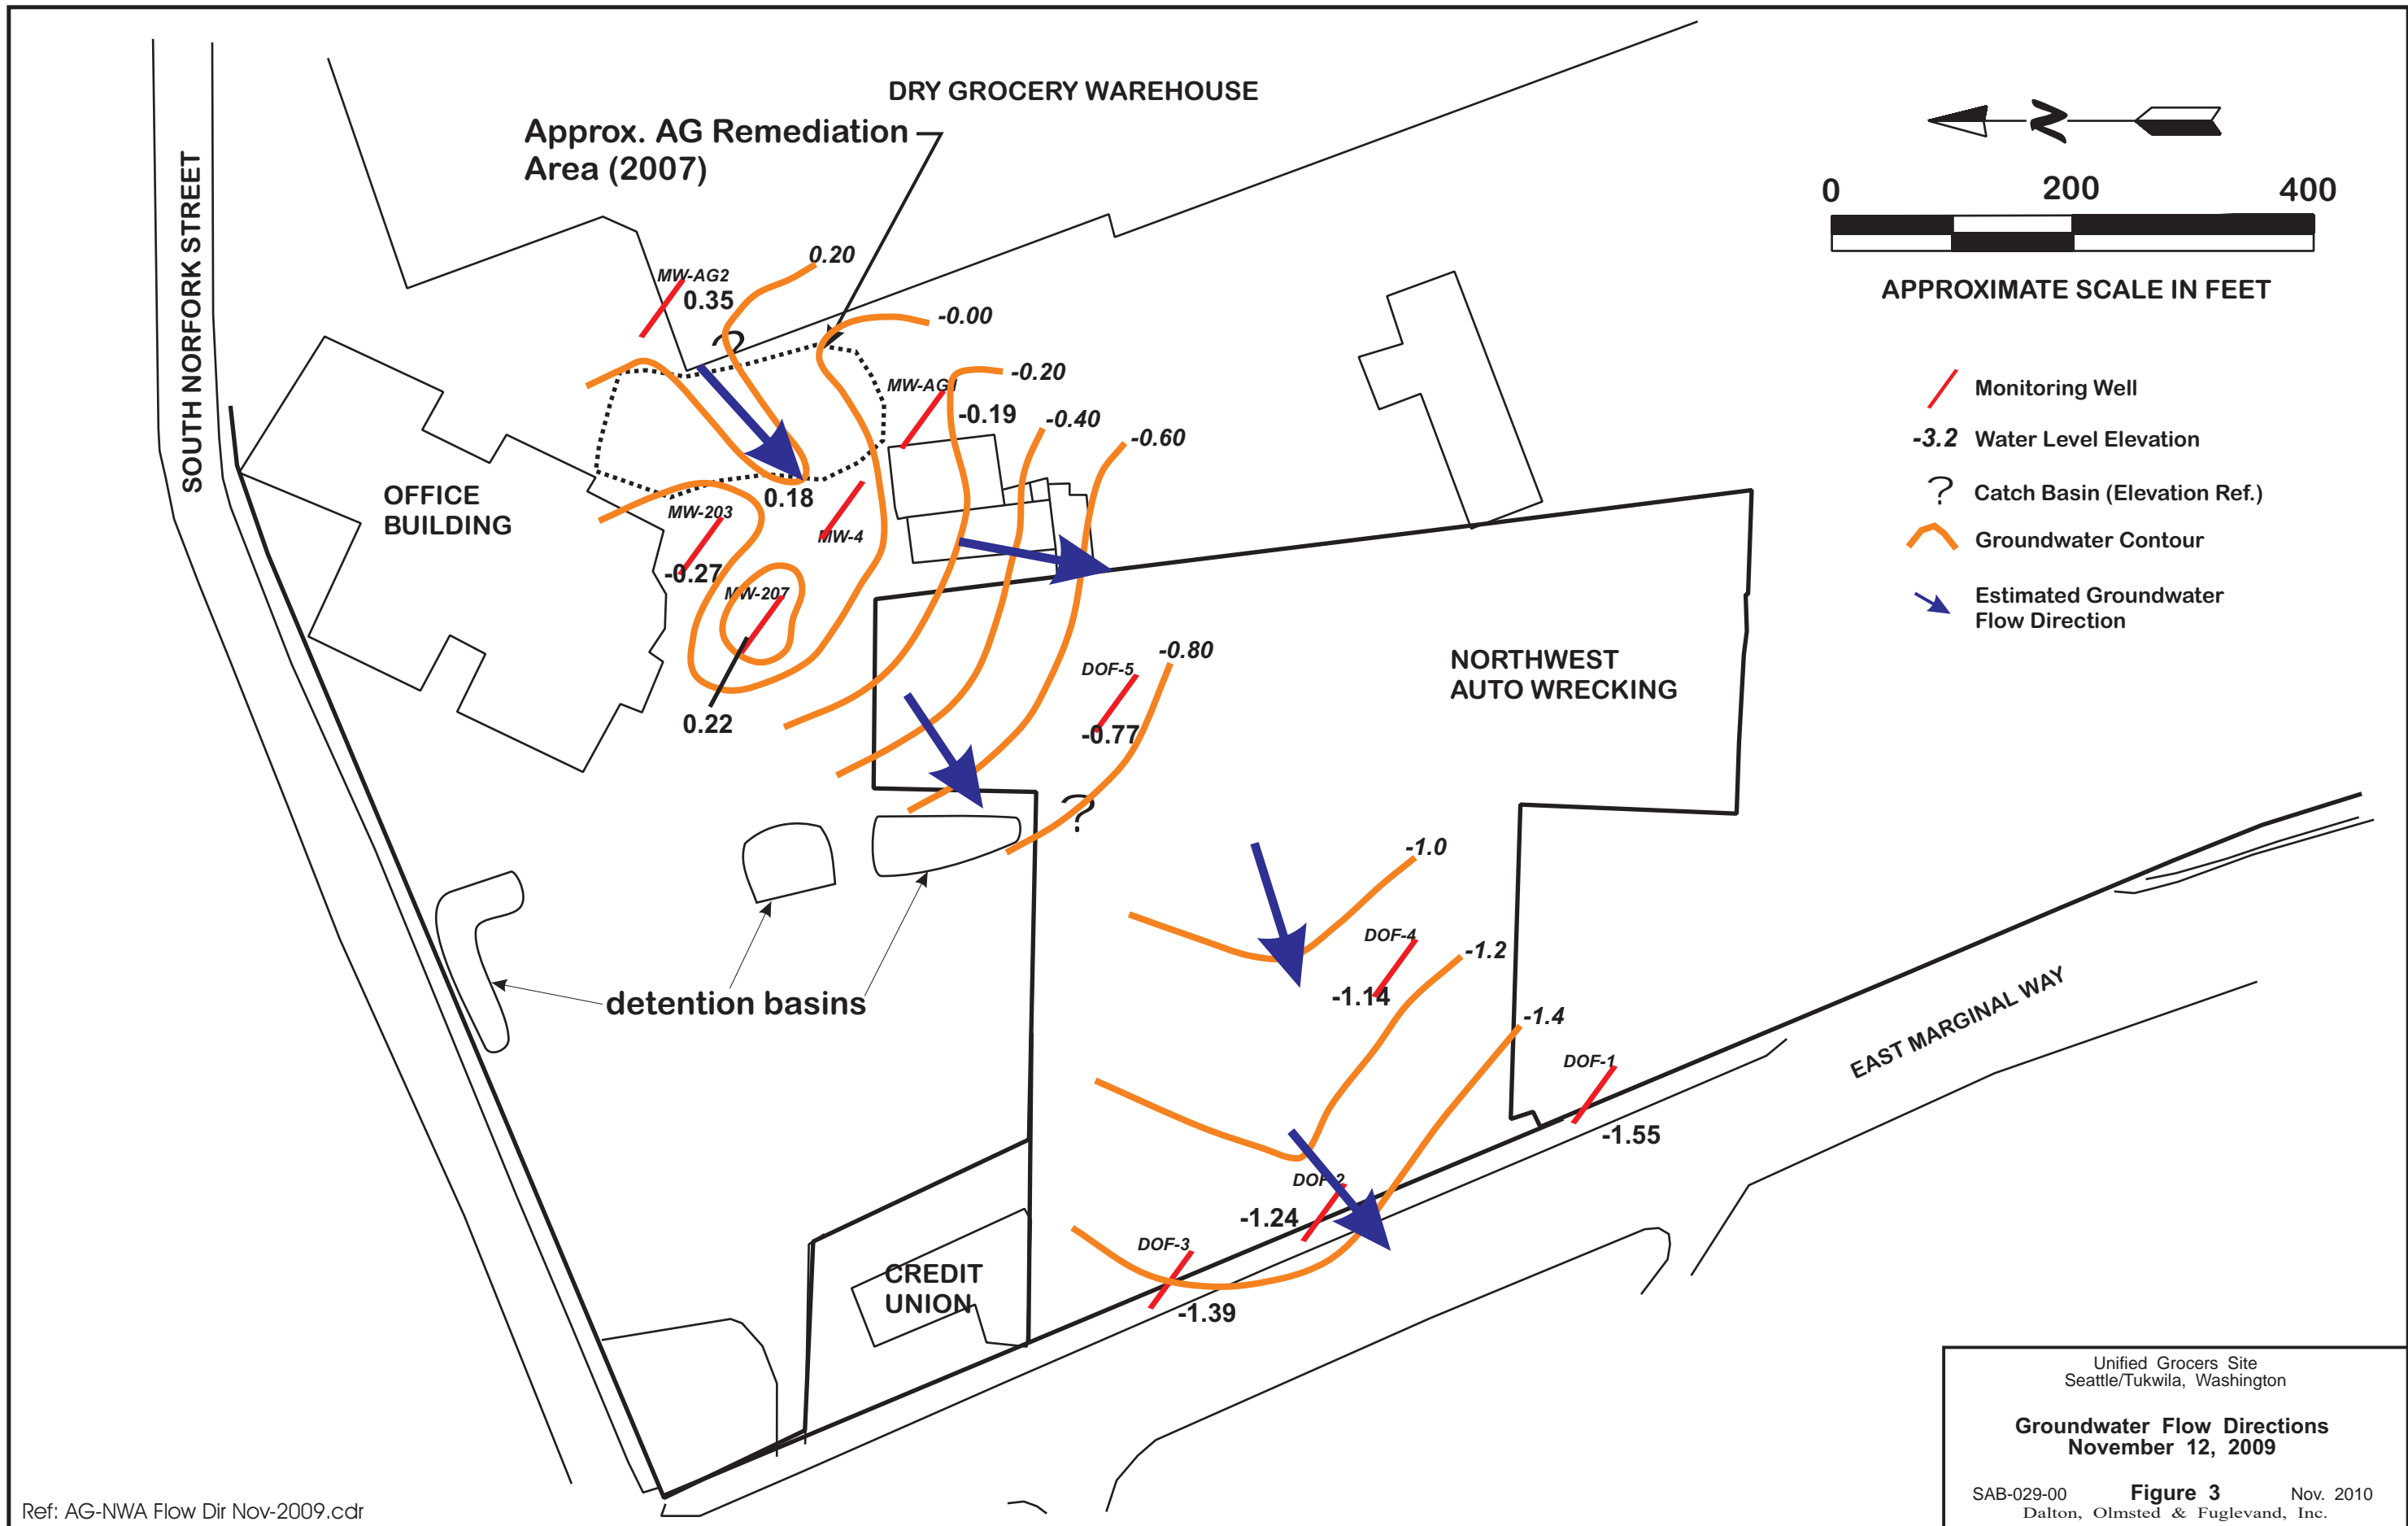 DRY GROCERY WAREHOUSE
Approx. AG Remediation
Area (2007)
SOUTH NORFORK STREET
N
0 200 400
APPROXIMATE SCALE IN FEET
Monitoring Well
-3.2 Water Level Elevation
? Catch Basin (Elevation Ref.)
Groundwater Contour
Estimated Groundwater
Flow Direction
0.20
MW-AG2
0.35
-0.00
?
-0.20
MW-AG1
-0.19
-0.40
-0.60
OFFICE
BUILDING
0.18
MW-203
MW-4
-0.27
MW-207
0.22
-0.80
DOF-5
-0.77
NORTHWEST
AUTO WRECKING
?
-1.0
DOF-4
-1.2
-1.14
detention basins
-1.4
EAST MARGINAL WAY
DOF-1
-1.55
DOF-2
-1.24
DOF-3
-1.39
CREDIT
UNION
Unified Grocers Site
Seattle/Tukwila, Washington
Groundwater Flow Directions
November 12, 2009
SAB-029-00 Figure 3 Nov. 2010
Dalton, Olmsted & Fuglevand, Inc.
Ref: AG-NWA Flow Dir Nov-2009.cdr